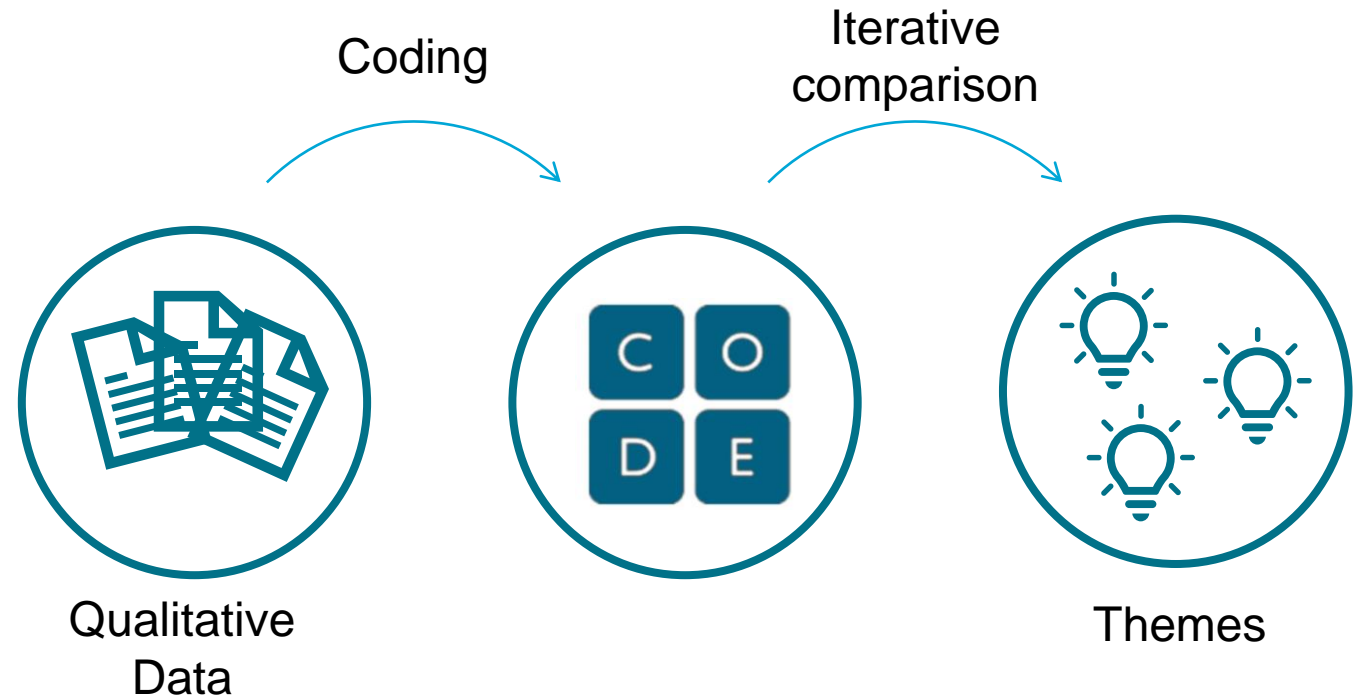 Coding
Iterative
comparison
C O
D E
Qualitative
Data
Themes